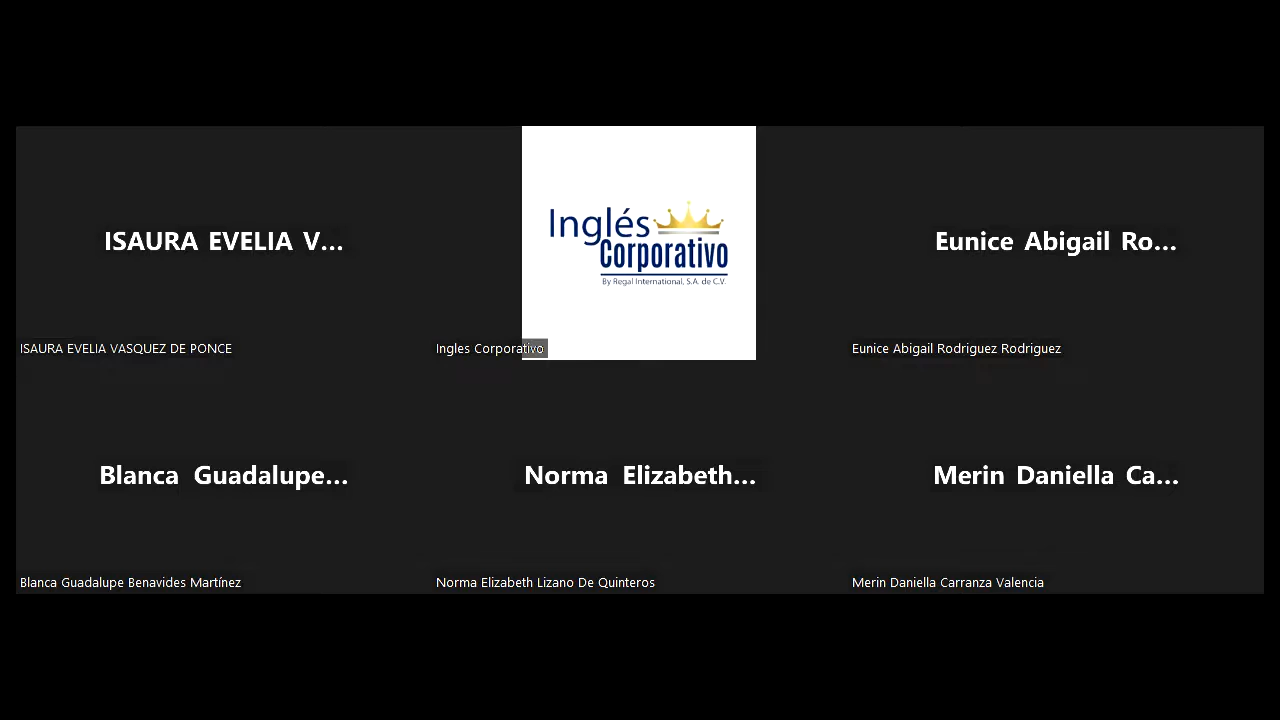 ISAURA EVELIA V...
Inglés
Corporativo
By Regal International, S.A. de C.V.
Eunice Abigail Ro...
ISAURA EVELIA VASQUEZ DE PONCE
Ingles Corporativo
Eunice Abigail Rodriguez Rodriguez
Blanca Guadalupe...
Norma Elizabeth...
Merin Daniella Ca...
Blanca Guadalupe Benavides Martínez
Norma Elizabeth Lizano De Quinteros
Merin Daniella Carranza Valencia